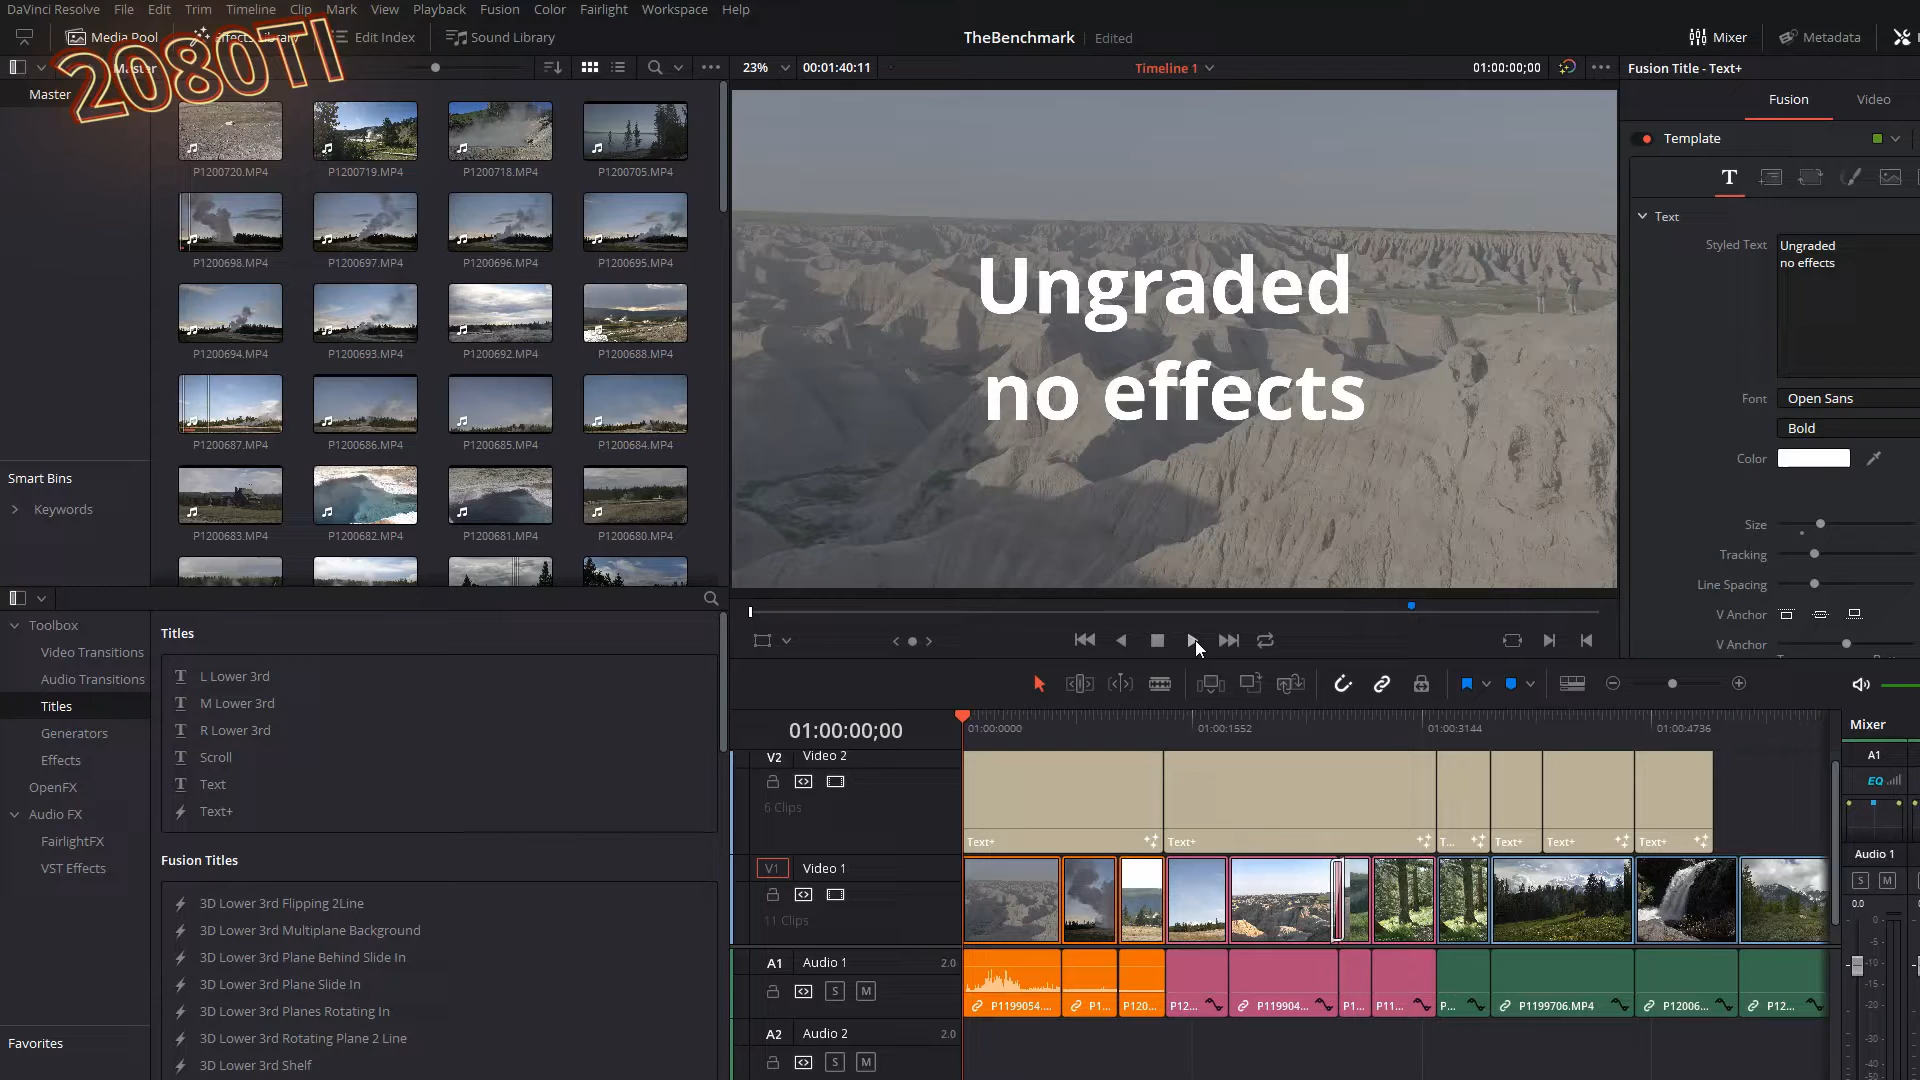 DaVinci Resolve File Edit Trim Timeline Clip Mark View Playback Fusion Color Fairlight Workspace Help
Media Pool Effects Library Edit Index Sound Library
TheBenchmark Edited
Mixer Metadata
2080TI
Master
23% 00:01:40:11 Timeline 1 01:00:00;00
Fusion Title - Text+
Master
Fusion Video
Template
P1200720.MP4 P1200719.MP4 P1200718.MP4 P1200705.MP4
P1200698.MP4 P1200697.MP4 P1200696.MP4 P1200695.MP4
P1200694.MP4 P1200693.MP4 P1200692.MP4 P1200688.MP4
P1200687.MP4 P1200686.MP4 P1200685.MP4 P1200684.MP4
P1200683.MP4 P1200682.MP4 P1200681.MP4 P1200680.MP4
Smart Bins
Keywords
Ungraded
no effects
Text
Styled Text
Ungraded
no effects
Font Open Sans
Bold
Color
Size
Tracking
Line Spacing
V Anchor
V Anchor
Toolbox
Video Transitions
Audio Transitions
Titles
Generators
Effects
OpenFX
Audio FX
FairlightFX
VST Effects
Favorites
Titles
L Lower 3rd
M Lower 3rd
R Lower 3rd
Scroll
Text
Text+
Fusion Titles
3D Lower 3rd Flipping 2Line
3D Lower 3rd Multiplane Background
3D Lower 3rd Plane Behind Slide In
3D Lower 3rd Plane Slide In
3D Lower 3rd Planes Rotating In
3D Lower 3rd Rotating Plane 2 Line
3D Lower 3rd Shelf
01:00:00;00
01:00:0000 01:00:1552 01:00:3144 01:00:4736
V2 Video 2
6 Clips
Text+ Text+ T... Text+ Text+ Text+
V1 Video 1
11 Clips
A1 Audio 1 2.0
S M
P1199054.... P1... P120... P12... P119904... P1... P11... P... P1199706.MP4 P12006... P12...
A2 Audio 2 2.0
S M
Mixer
A1
EQ
Audio 1
S M
0.0
0
-5
-10
-15
-20
-30
-40